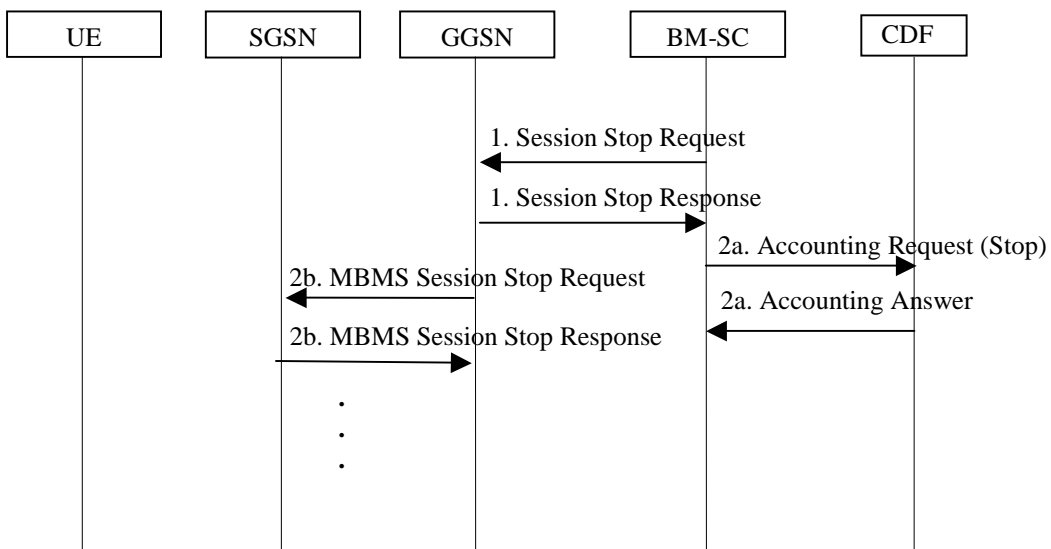 UE
SGSN
GGSN
BM-SC
CDF
1. Session Stop Request
1. Session Stop Response
2a. Accounting Request (Stop)
2b. MBMS Session Stop Request
2a. Accounting Answer
2b. MBMS Session Stop Response
.
.
.